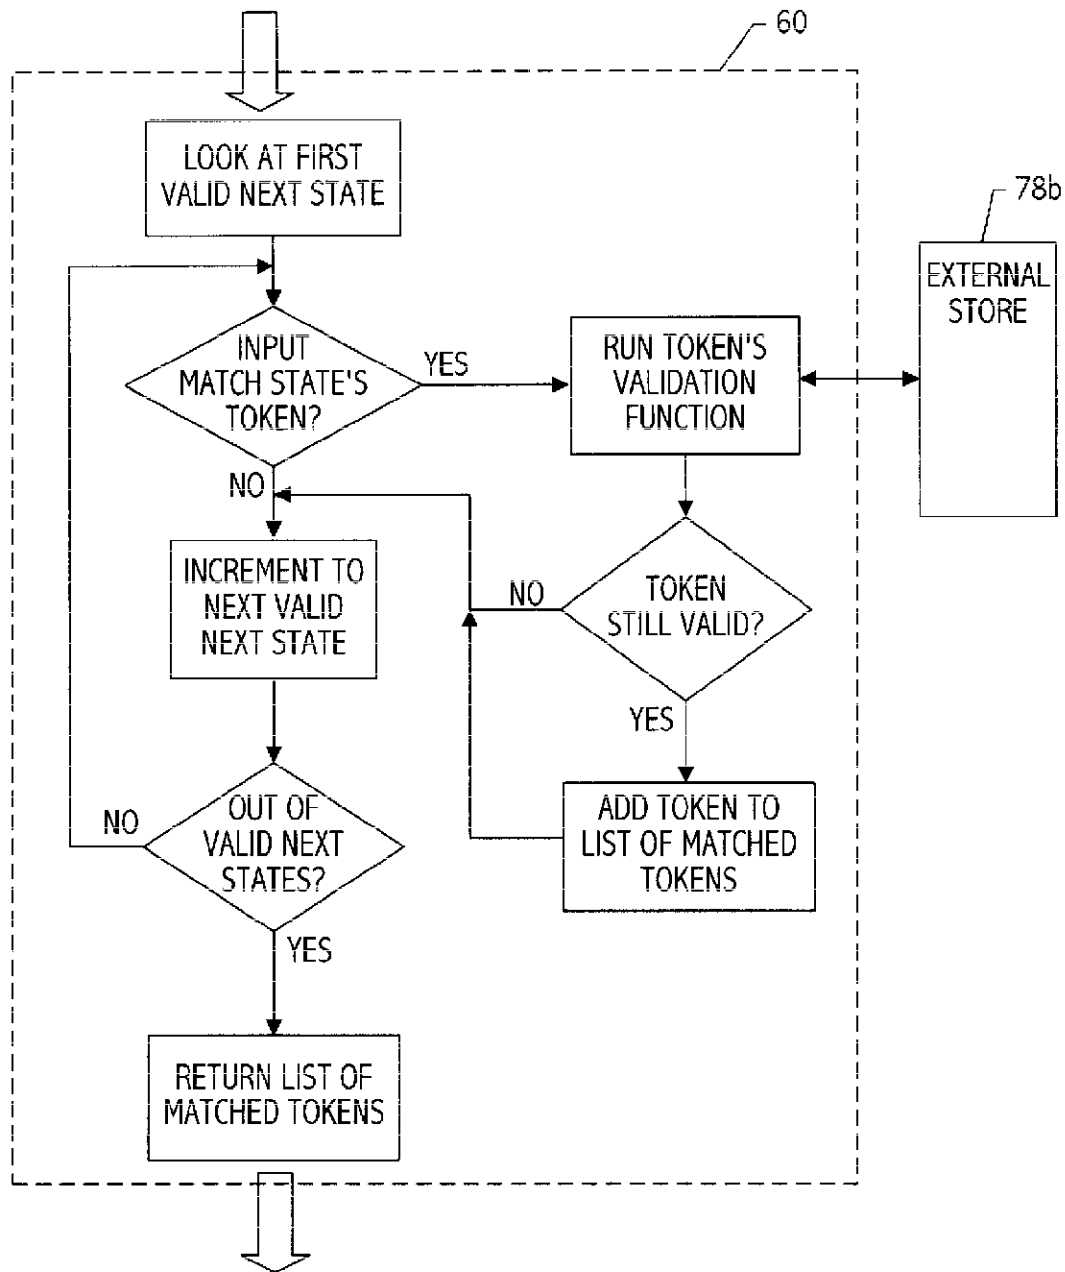 60
LOOK AT FIRST
VALID NEXT STATE
78b
EXTERNAL
STORE
INPUT
MATCH STATE'S
TOKEN?
YES
RUN TOKEN'S
VALIDATION
FUNCTION
NO
INCREMENT TO
NEXT VALID
NEXT STATE
NO
TOKEN
STILL VALID?
YES
NO
OUT OF
VALID NEXT
STATES?
ADD TOKEN TO
LIST OF MATCHED
TOKENS
YES
RETURN LIST OF
MATCHED TOKENS